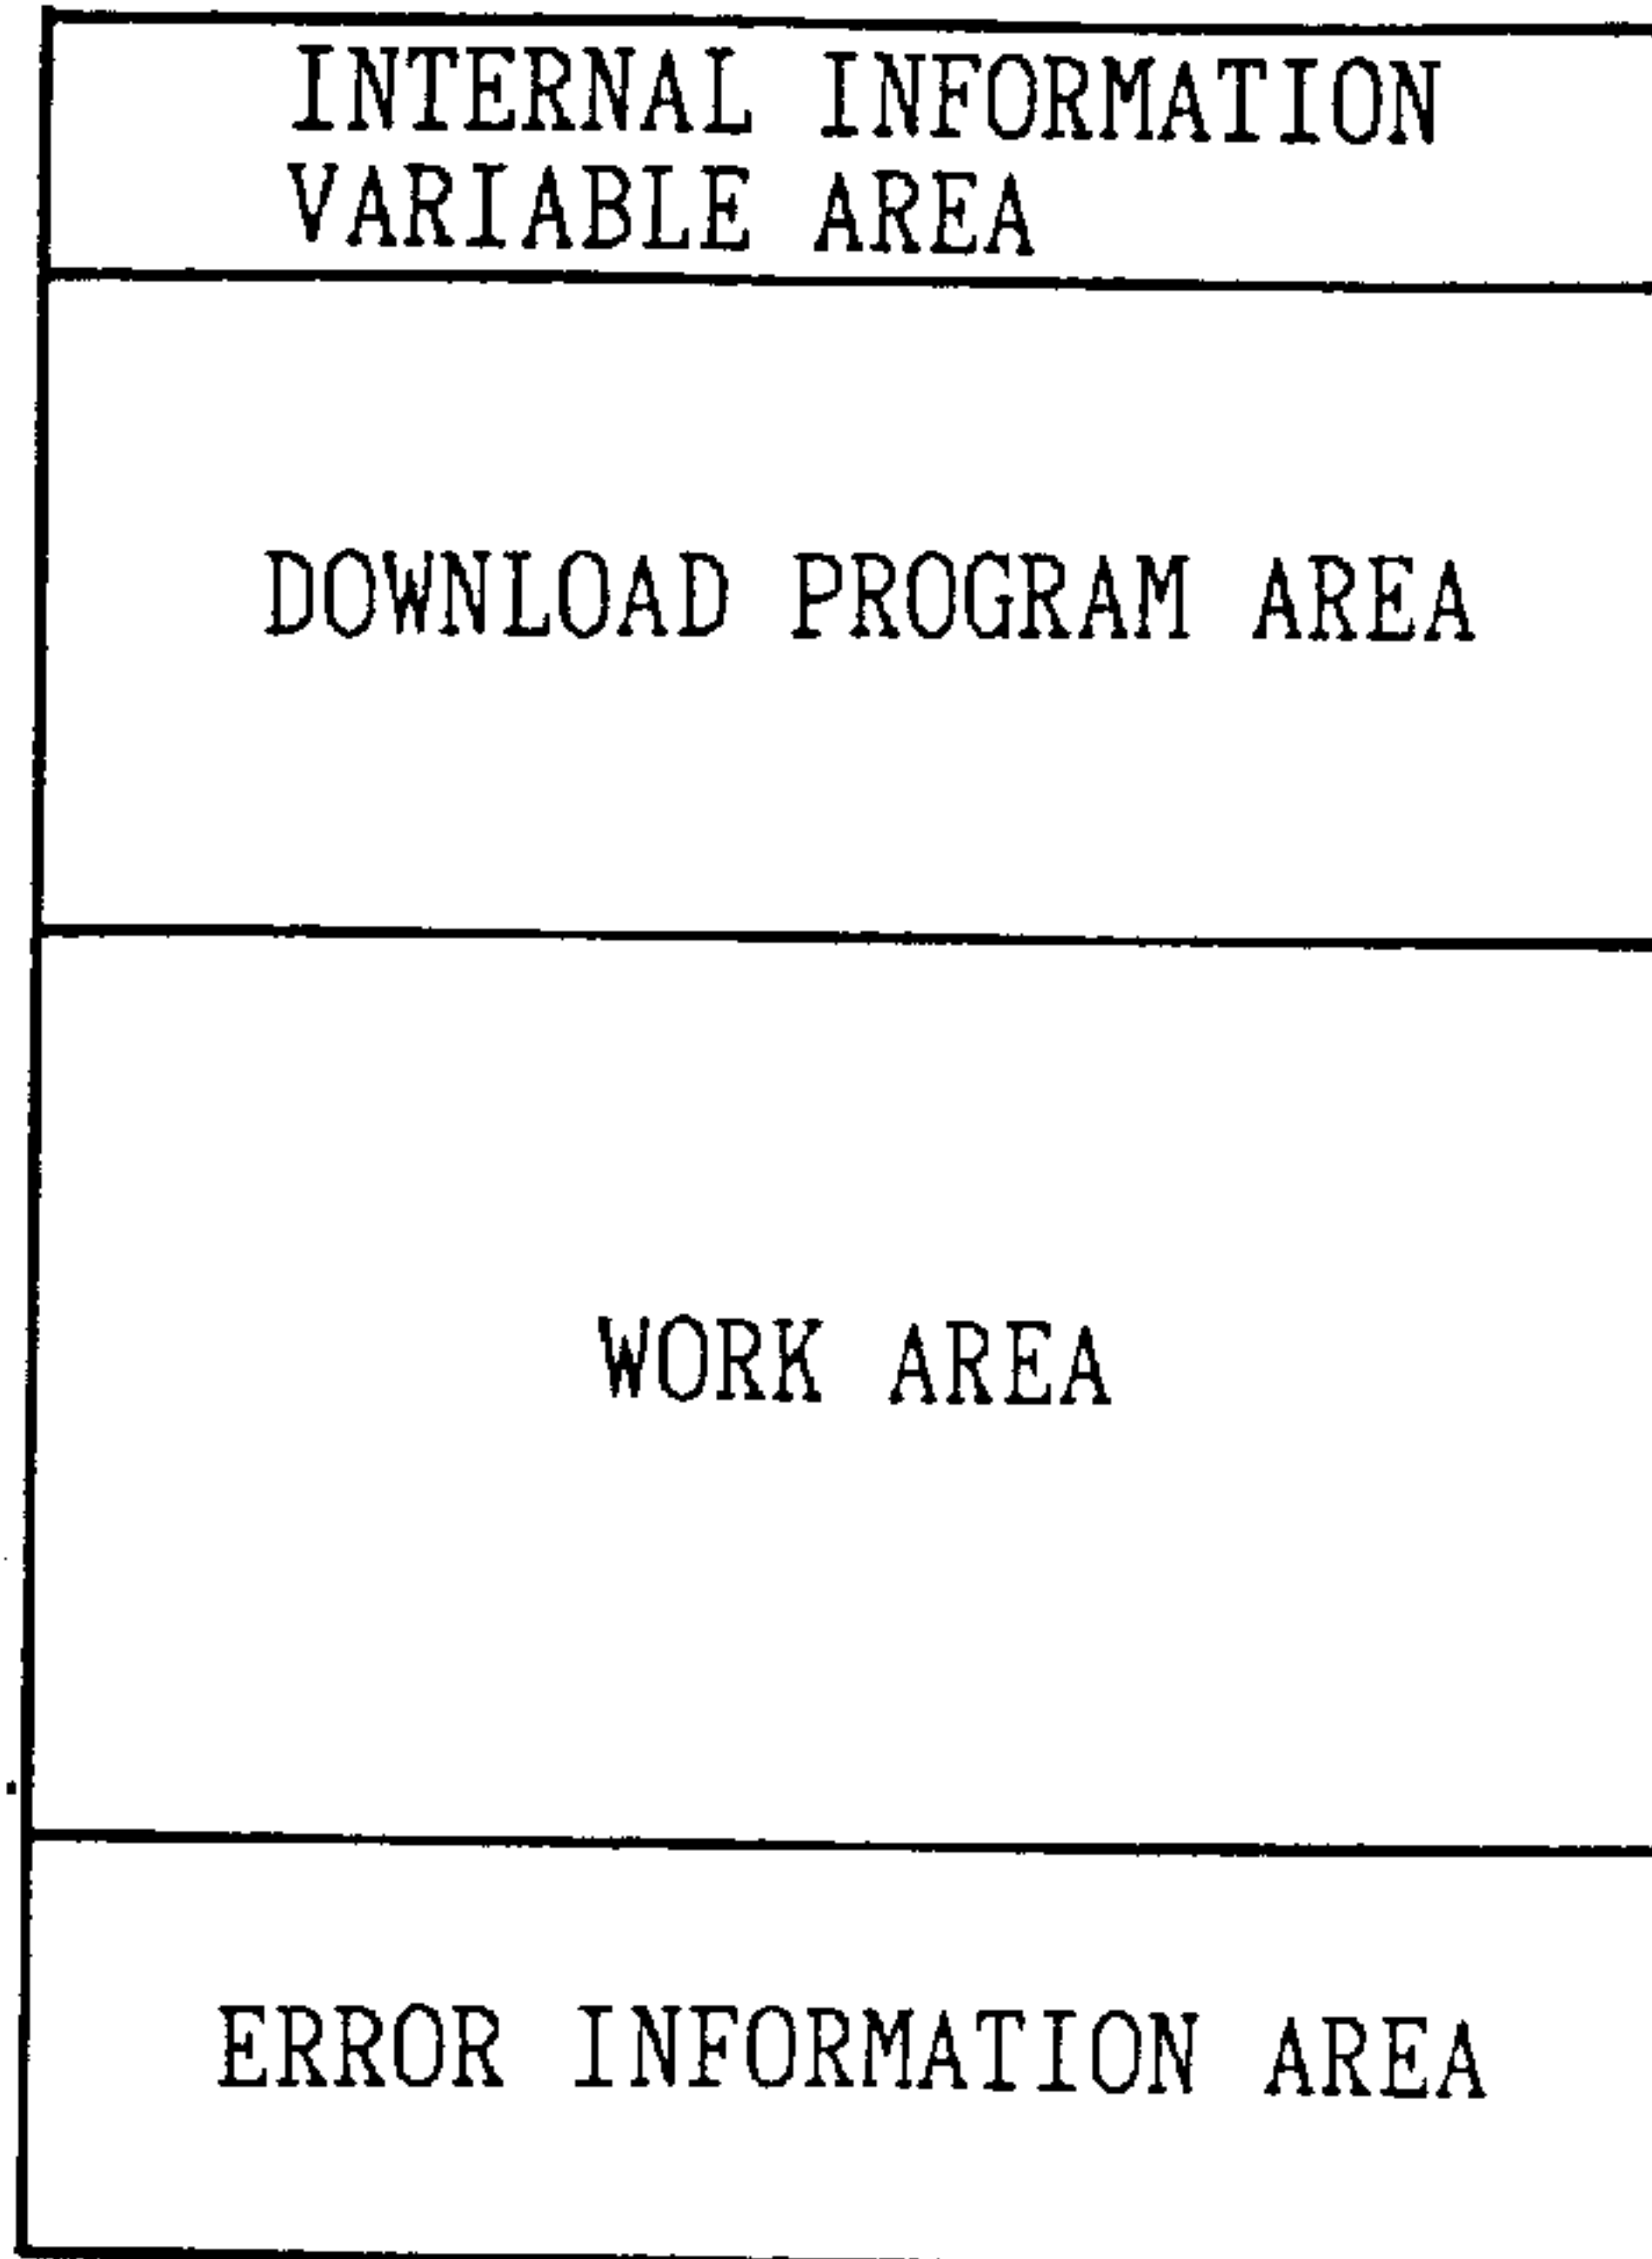 INTERNAL INFORMATION
VARIABLE AREA
DOWNLOAD PROGRAM AREA
WORK AREA
ERROR INFORMATION AREA